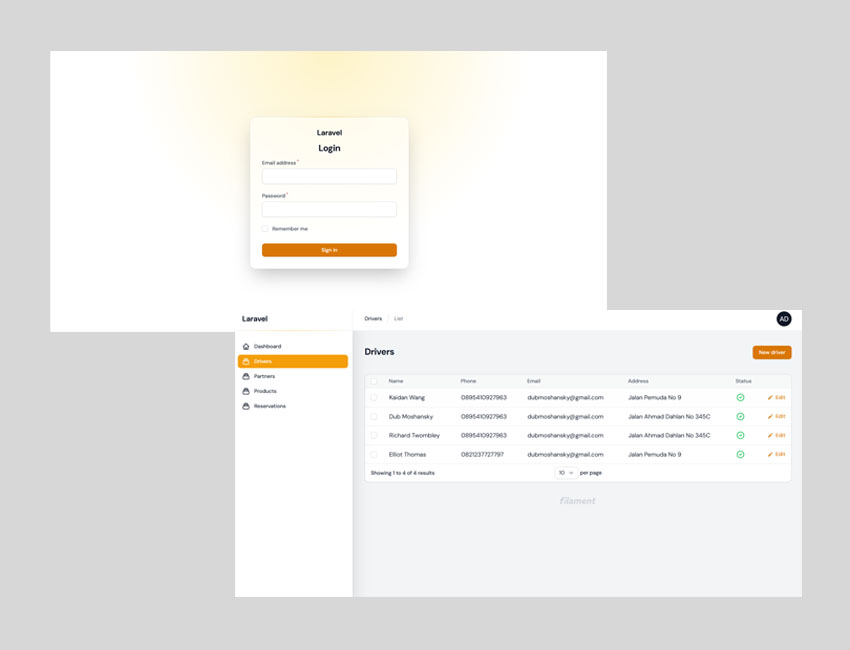 Laravel
Login
Email address *
Password *
Remember me
Sign in
Laravel
Drivers List
AD
Dashboard
Drivers
Partners
Products
Reservations
Drivers
New driver
Name Phone Email Address Status
Kaidan Wang 0895410927963 dubmoshansky@gmail.com Jalan Pemuda No 9 Edit
Dub Moshansky 0895410927963 dubmoshansky@gmail.com Jalan Ahmad Dahlan No 345C Edit
Richard Twombley 0895410927963 dubmoshansky@gmail.com Jalan Ahmad Dahlan No 345C Edit
Elliot Thomas 0821237727797 dubmoshansky@gmail.com Jalan Pemuda No 9 Edit
Showing 1 to 4 of 4 results 10 per page
filament